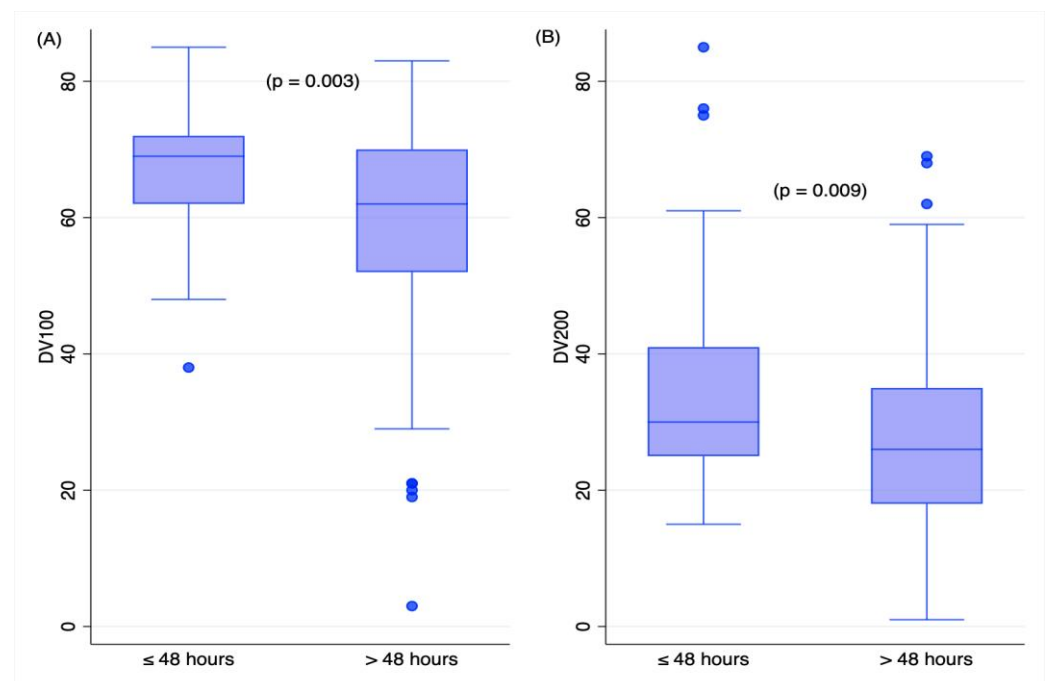 (A)
(p = 0.003)
80
60
40
20
0
DV100
≤ 48 hours
> 48 hours
(B)
(p = 0.009)
80
60
40
20
0
DV200
≤ 48 hours
> 48 hours